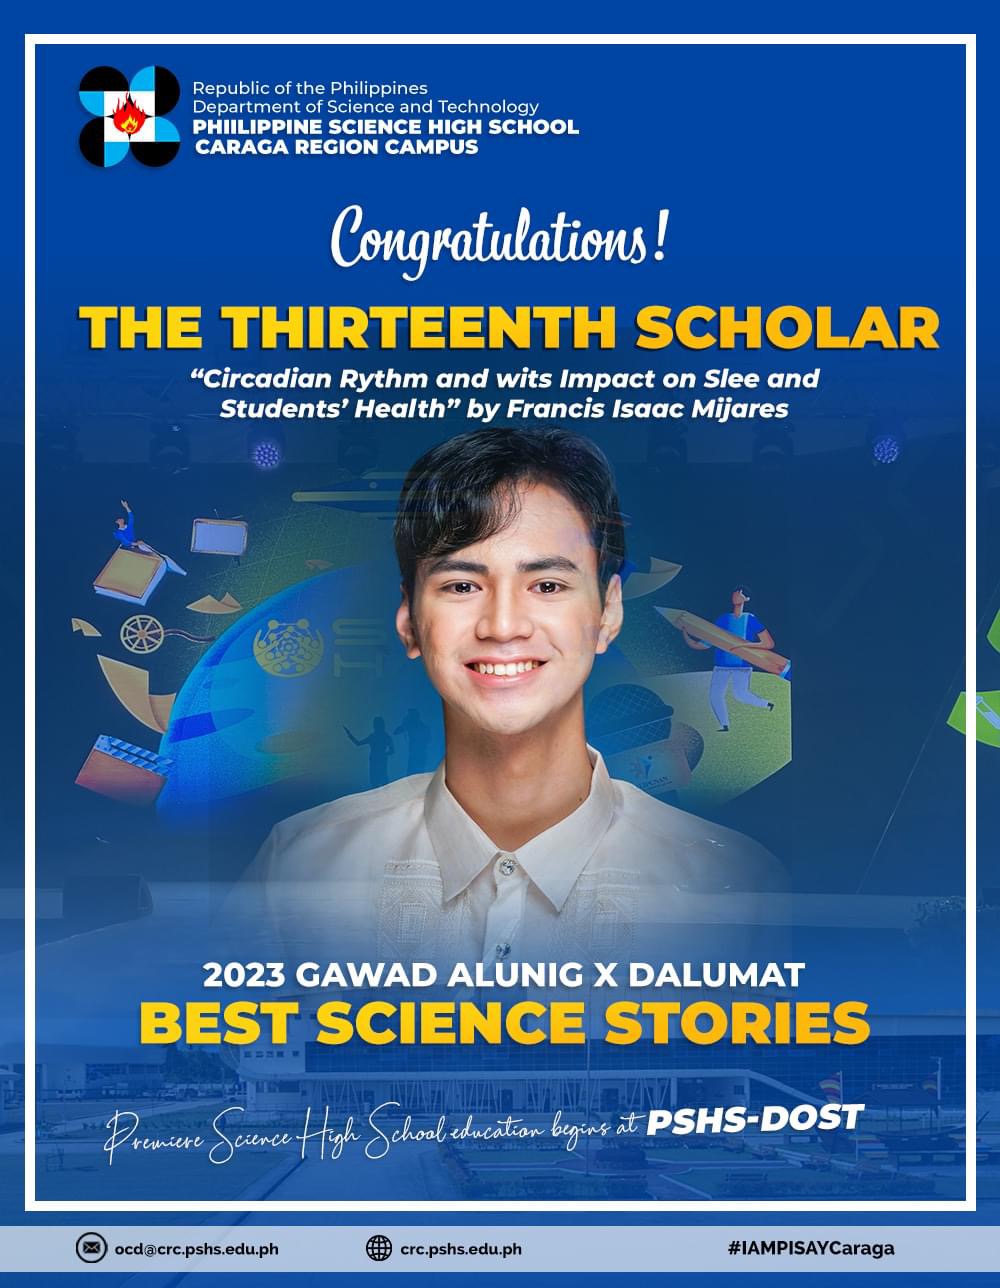 Republic of the Philippines
Department of Science and Technology
PHIILIPPINE SCIENCE HIGH SCHOOL
CARAGA REGION CAMPUS
Congratulations!
THE THIRTEENTH SCHOLAR
“Circadian Rythm and wits Impact on Slee and
Students’ Health” by Francis Isaac Mijares
2023 GAWAD ALUNIG X DALUMAT
BEST SCIENCE STORIES
Premiere Science High School education begins at PSHS-DOST
ocd@crc.pshs.edu.ph
crc.pshs.edu.ph
#IAMPISAYCaraga